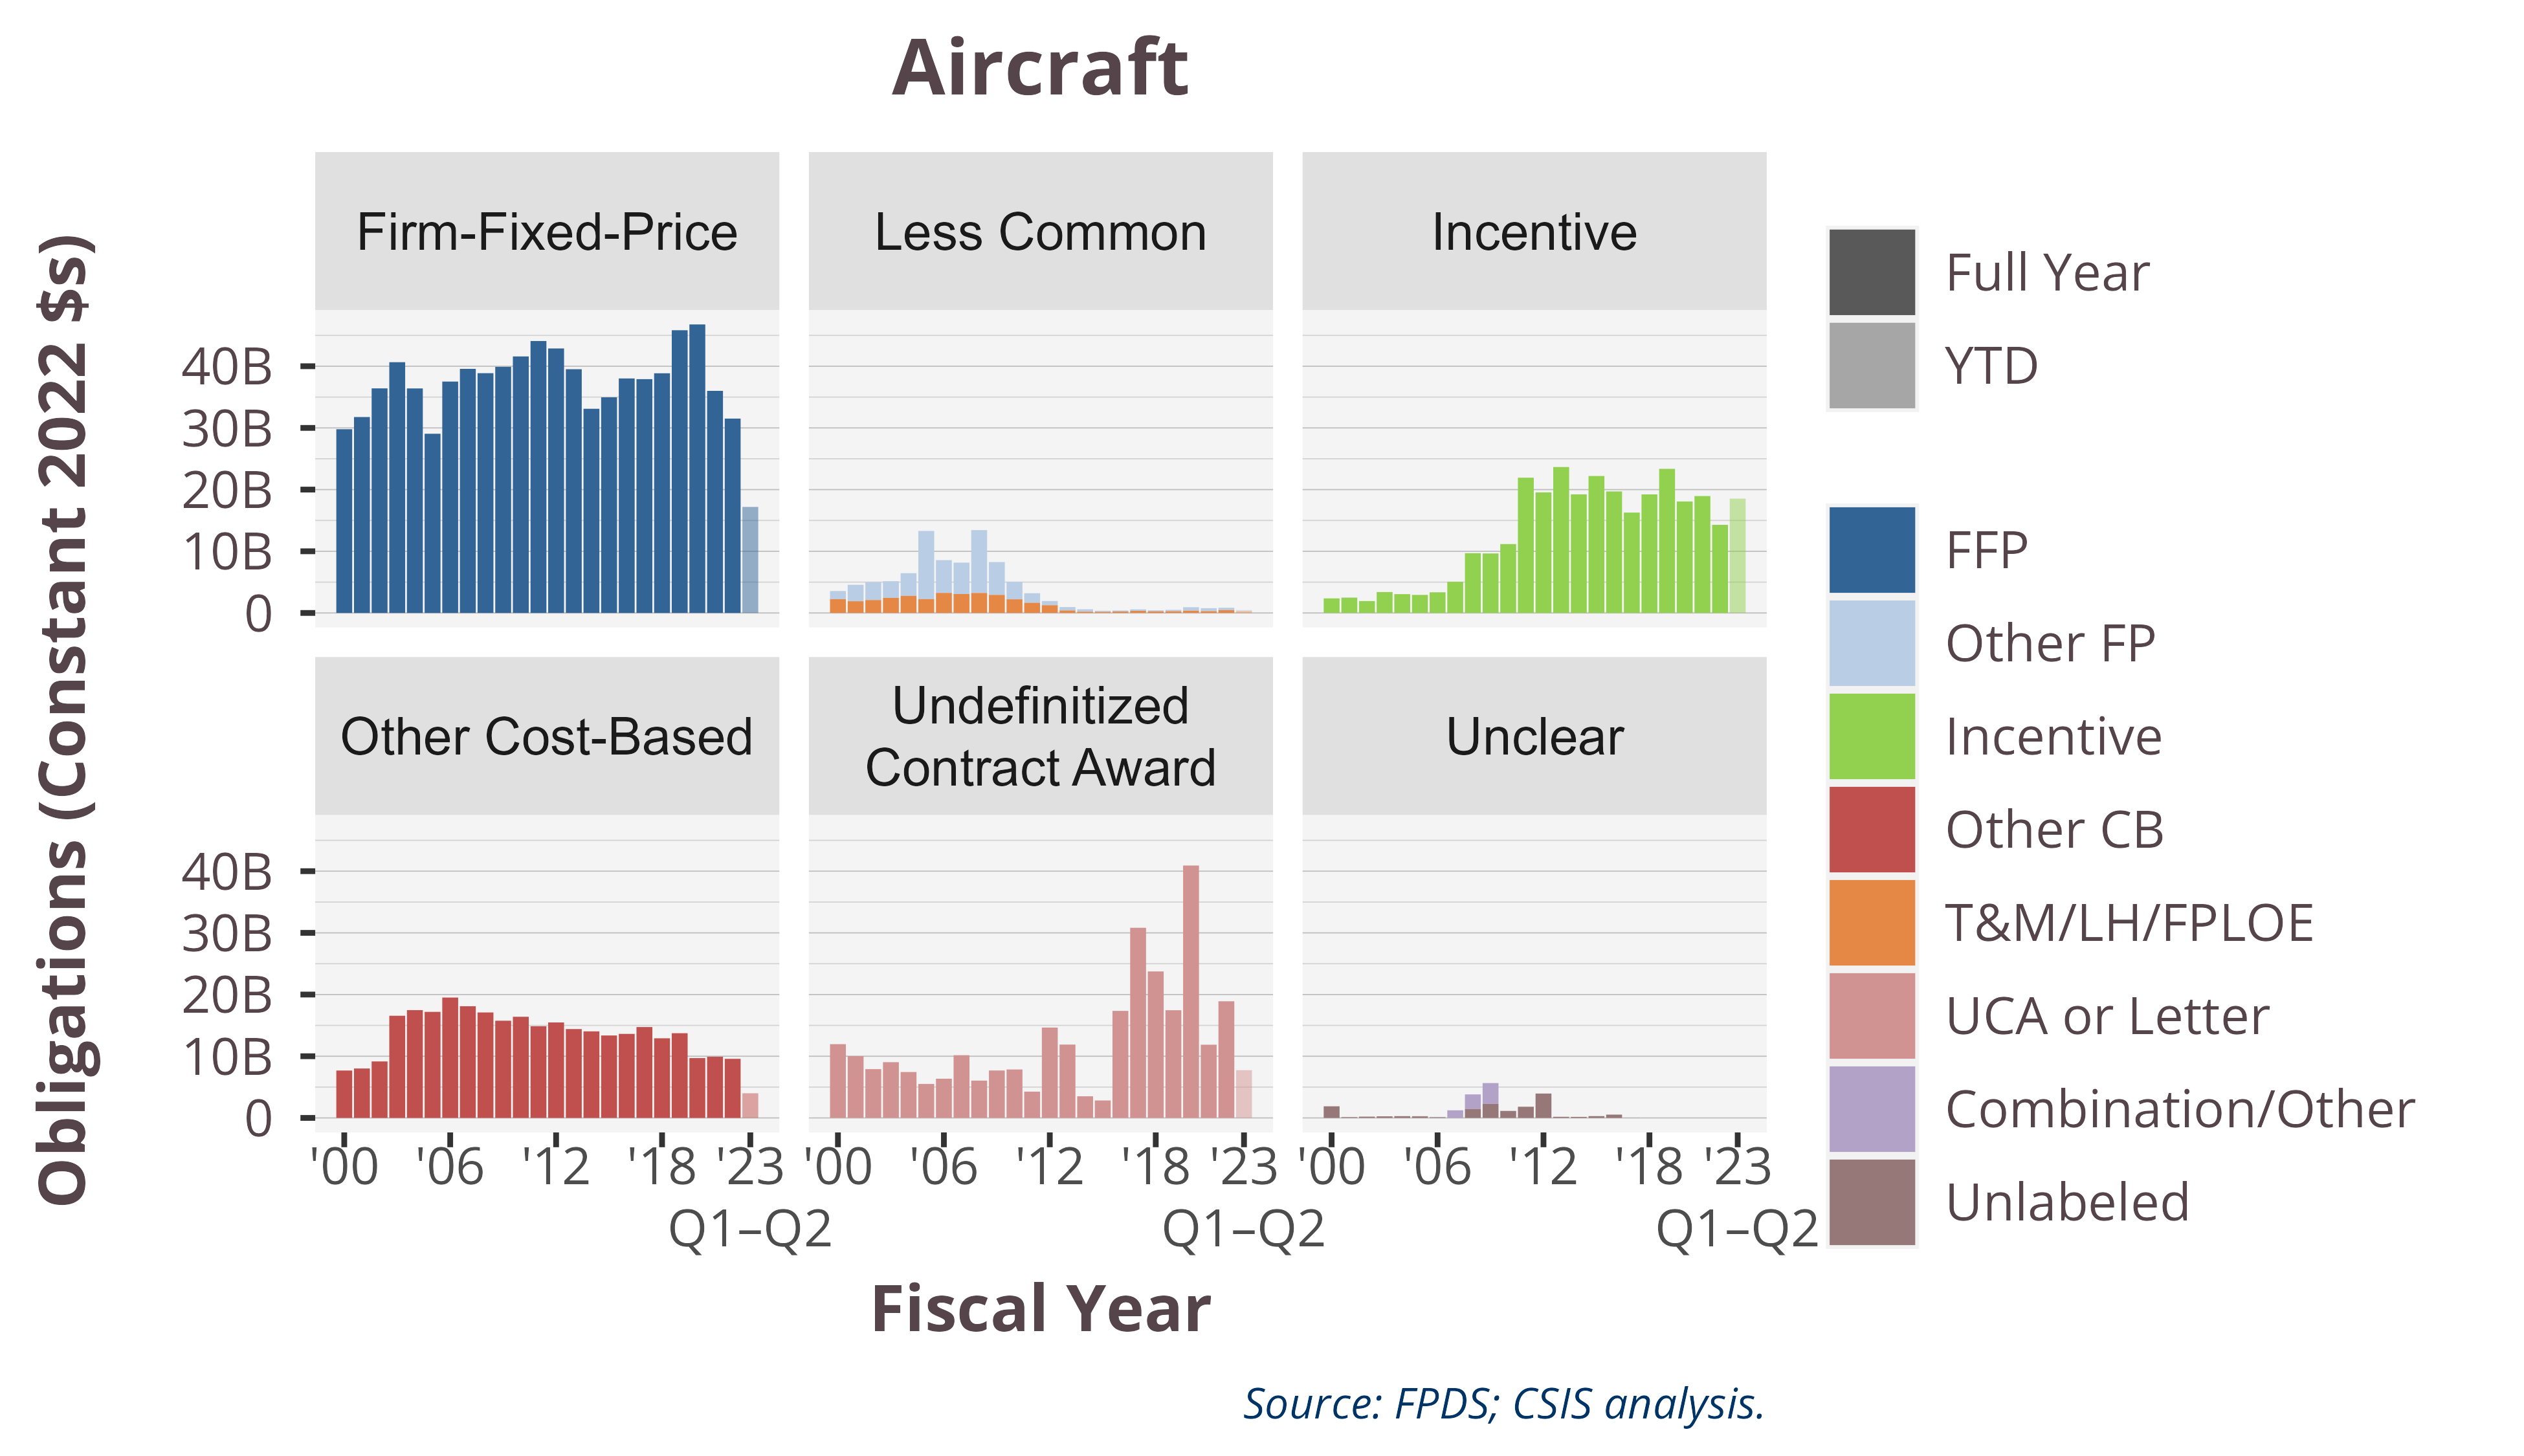 Aircraft
Obligations (Constant 2022 $s)
Firm-Fixed-Price
Less Common
Incentive
40B
30B
20B
10B
0
Other Cost-Based
Undefinitized
Contract Award
Unclear
40B
30B
20B
10B
0
'00 '06 '12 '18 '23
Q1–Q2
'00 '06 '12 '18 '23
Q1–Q2
'00 '06 '12 '18 '23
Q1–Q2
Fiscal Year
Full Year
YTD
FFP
Other FP
Incentive
Other CB
T&M/LH/FPLOE
UCA or Letter
Combination/Other
Unlabeled
Source: FPDS; CSIS analysis.